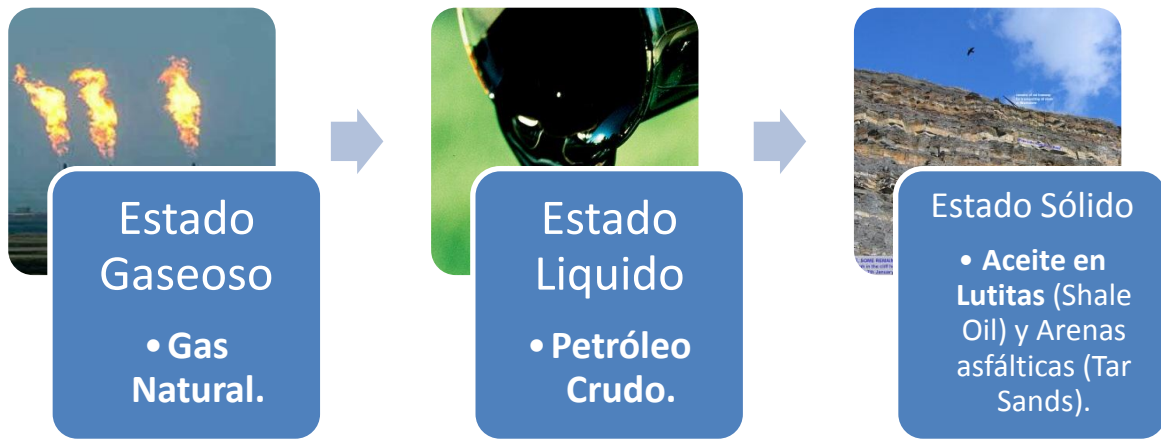 Estado
Gaseoso
• Gas
Natural.
Estado
Liquido
• Petróleo
Crudo.
Estado Sólido
• Aceite en
Lutitas (Shale
Oil) y Arenas
asfálticas (Tar
Sands).